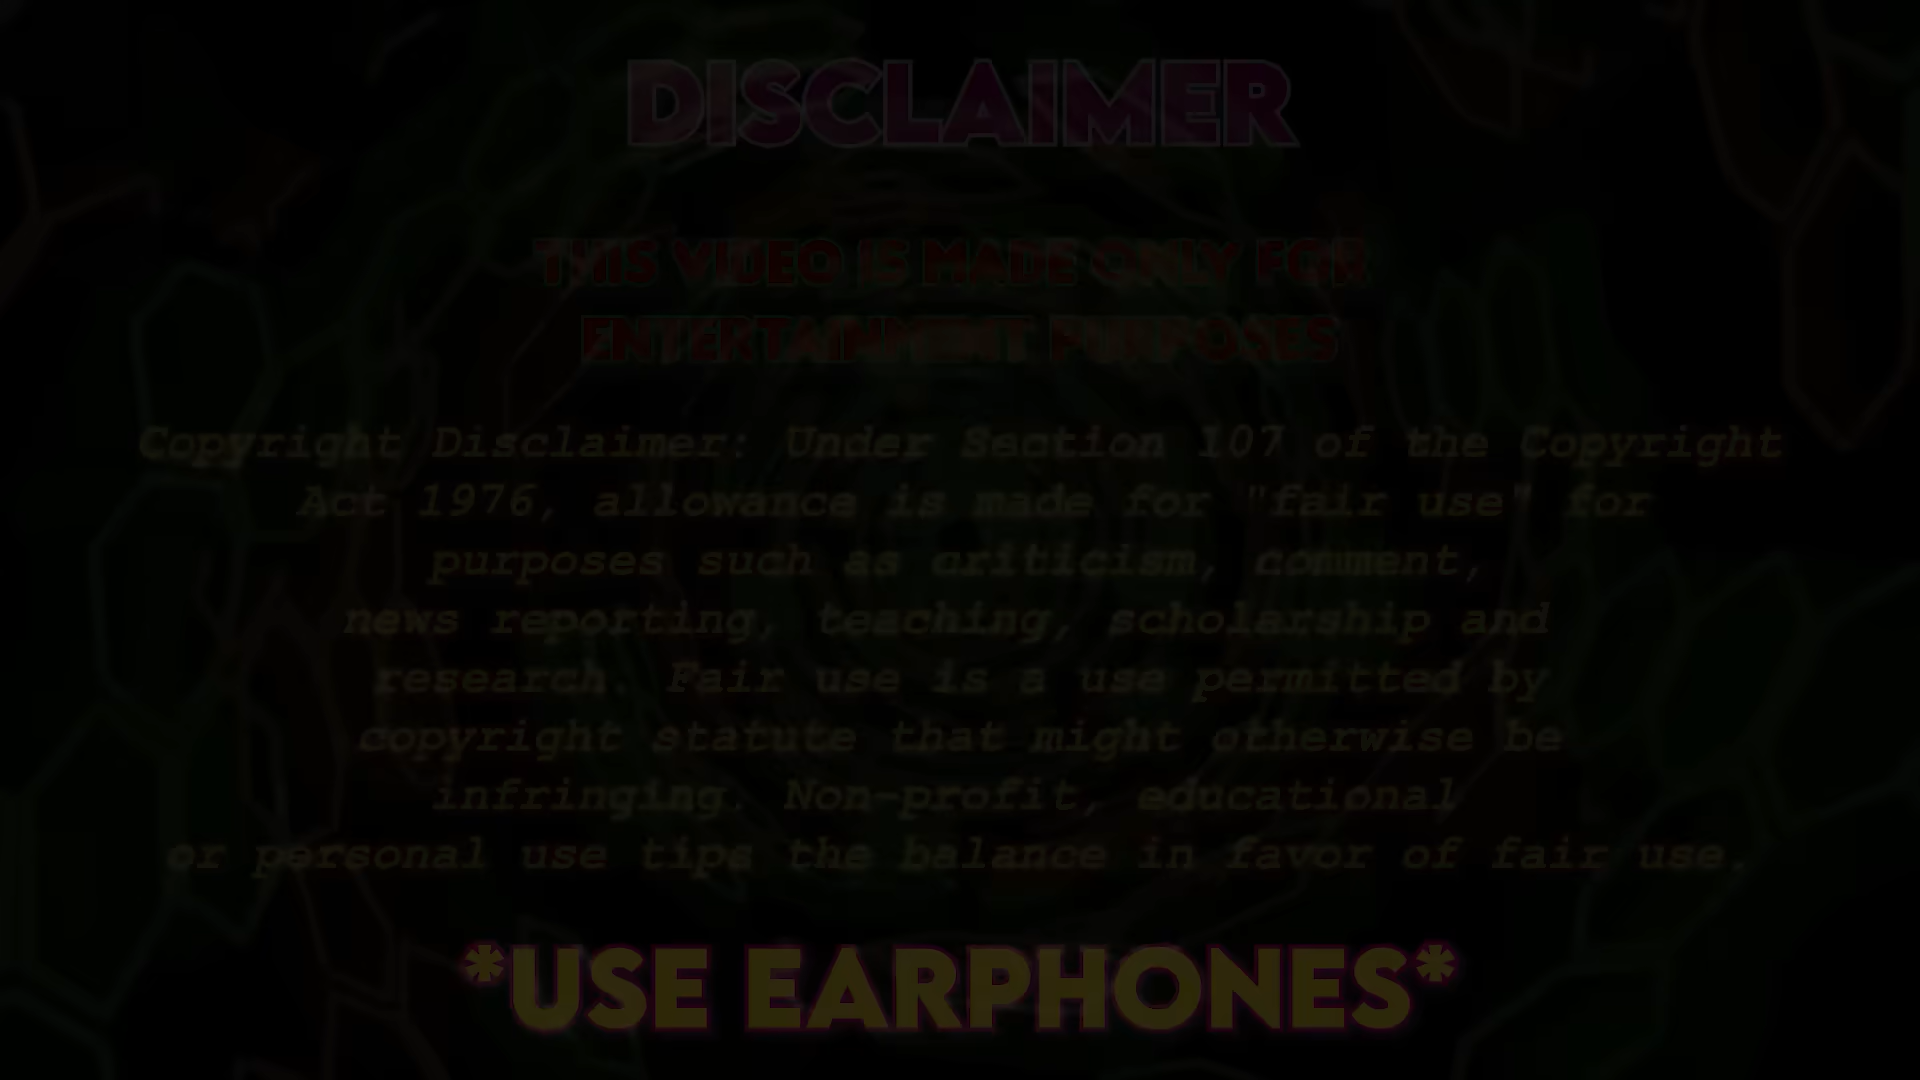 DISCLAIMER
THIS VIDEO IS MADE ONLY FOR
ENTERTAINMENT PURPOSES
Copyright Disclaimer: Under Section 107 of the Copyright
Act 1976, allowance is made for "fair use" for
purposes such as criticism, comment,
news reporting, teaching, scholarship and
research. Fair use is a use permitted by
copyright statute that might otherwise be
infringing. Non-profit, educational
or personal use tips the balance in favor of fair use.
*USE EARPHONES*